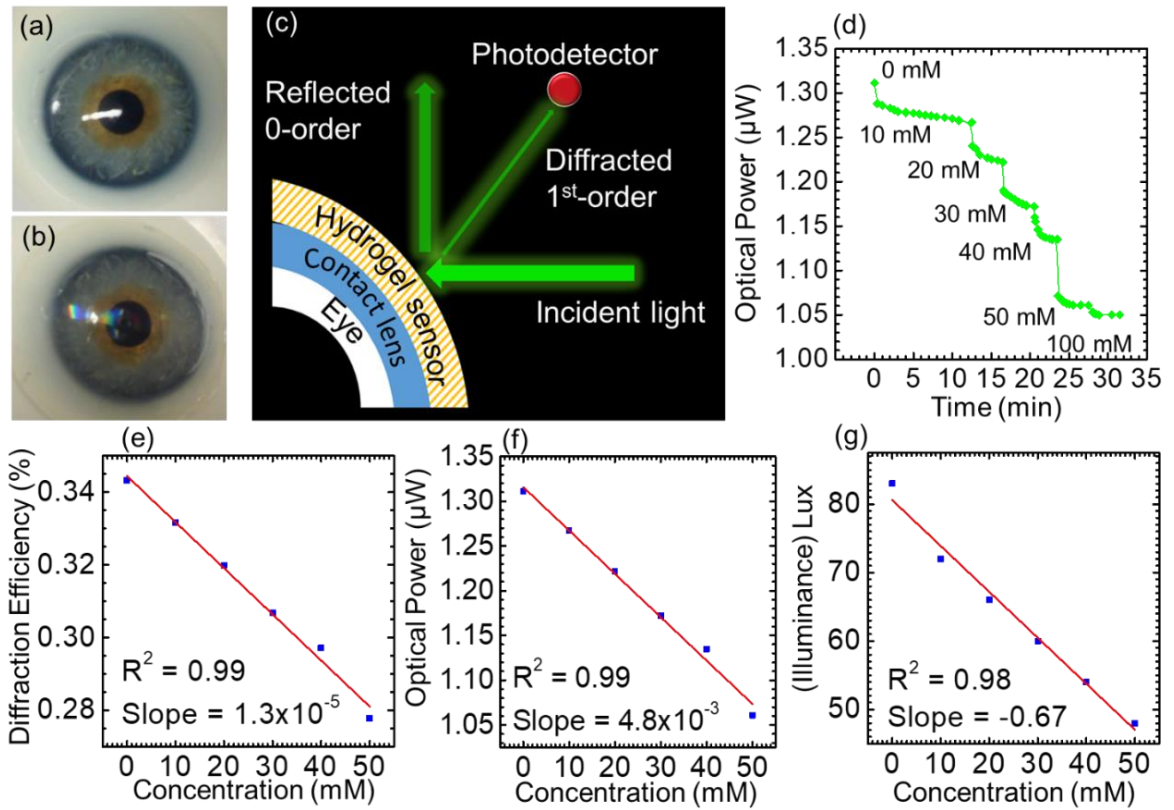 (a)
(b)
(c)
Photodetector
Reflected
0-order
Diffracted
1st-order
Hydrogel sensor
Contact lens
Eye
Incident light
(d)
Optical Power (µW)
1.35
1.30
1.25
1.20
1.15
1.10
1.05
1.00
0 mM
10 mM
20 mM
30 mM
40 mM
50 mM
100 mM
0 5 10 15 20 25 30 35
Time (min)
(e)
Diffraction Efficiency (%)
0.34
0.32
0.30
0.28
R² = 0.99
Slope = 1.3x10⁻⁵
0 10 20 30 40 50
Concentration (mM)
(f)
Optical Power (µW)
1.35
1.30
1.25
1.20
1.15
1.10
1.05
R² = 0.99
Slope = 4.8x10⁻³
0 10 20 30 40 50
Concentration (mM)
(g)
(Illuminance) Lux
80
70
60
50
R² = 0.98
Slope = -0.67
0 10 20 30 40 50
Concentration (mM)